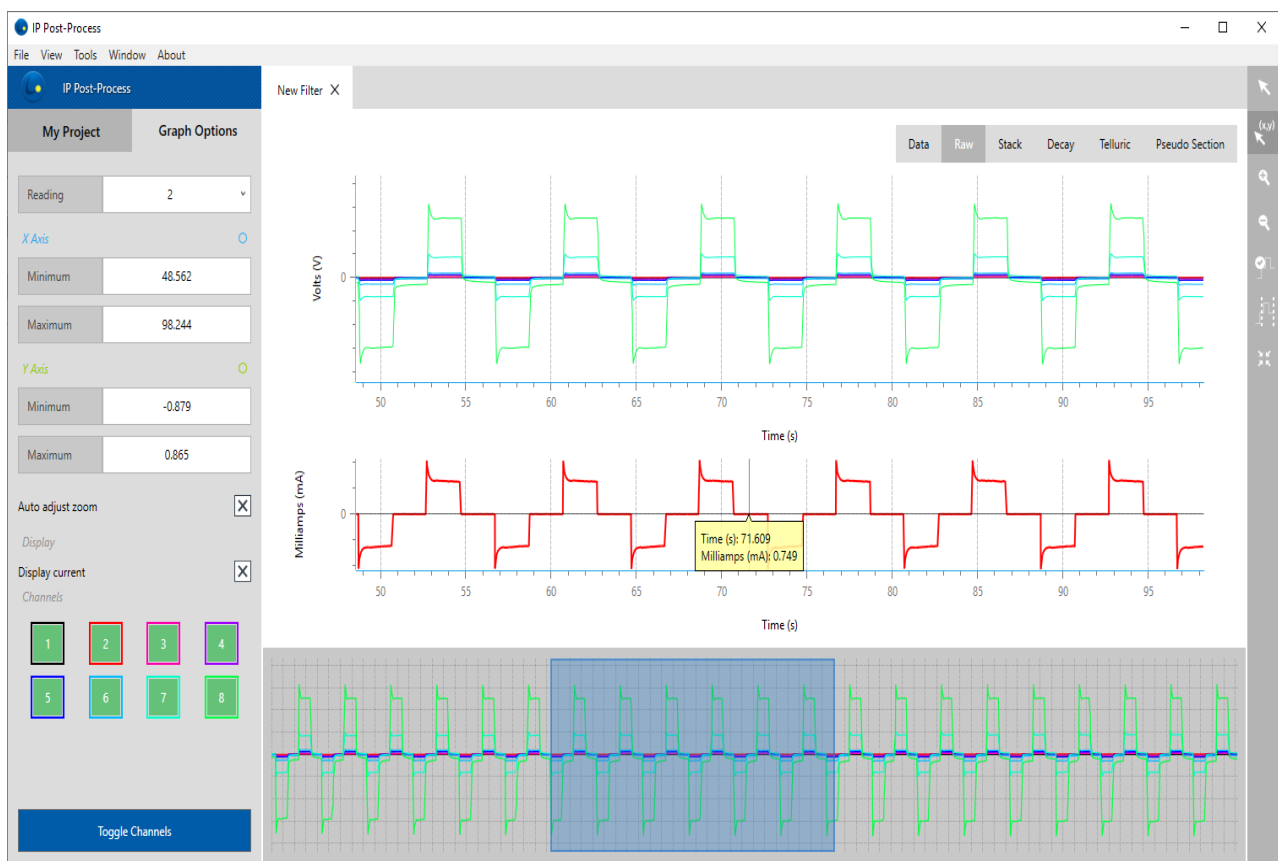 IP Post-Process
File View Tools Window About
IP Post-Process
My Project Graph Options
Reading 2
X Axis
Minimum 48.562
Maximum 98.244
Y Axis
Minimum -0.879
Maximum 0.865
Auto adjust zoom X
Display
Display current X
Channels
1 2 3 4
5 6 7 8
Toggle Channels
New Filter X
Data Raw Stack Decay Telluric Pseudo Section
Volts (V)
0
50 55 60 65 70 75 80 85 90 95
Time (s)
Milliamps (mA)
0
Time (s): 71.609
Milliamps (mA): 0.749
50 55 60 65 70 75 80 85 90 95
Time (s)
(x,y)